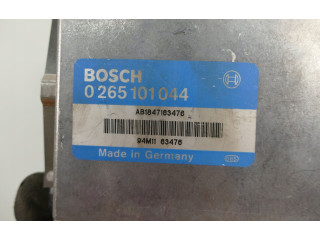 BOSCH
0 265 101 044
AB1847163476
94M11 63476
Made in Germany